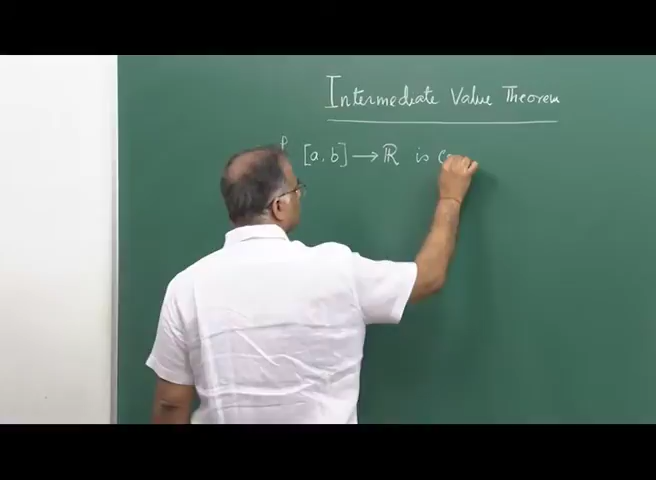 Intermediate Value Theorem
[a, b] → ℝ is